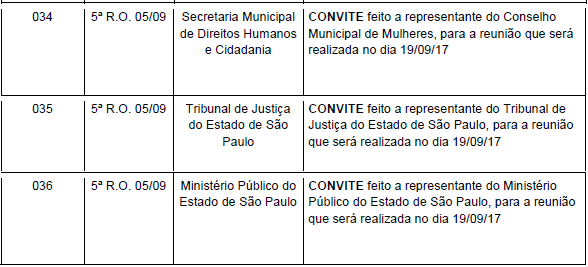 034
5ª R.O. 05/09
Secretaria Municipal
de Direitos Humanos
e Cidadania
CONVITE feito a representante do Conselho
Municipal de Mulheres, para a reunião que será
realizada no dia 19/09/17
035
5ª R.O. 05/09
Tribunal de Justiça
do Estado de São
Paulo
CONVITE feito a representante do Tribunal de
Justiça do Estado de São Paulo, para a reunião
que será realizada no dia 19/09/17
036
5ª R.O. 05/09
Ministério Público do
Estado de São Paulo
CONVITE feito a representante do Ministério
Público do Estado de São Paulo, para a reunião
que será realizada no dia 19/09/17